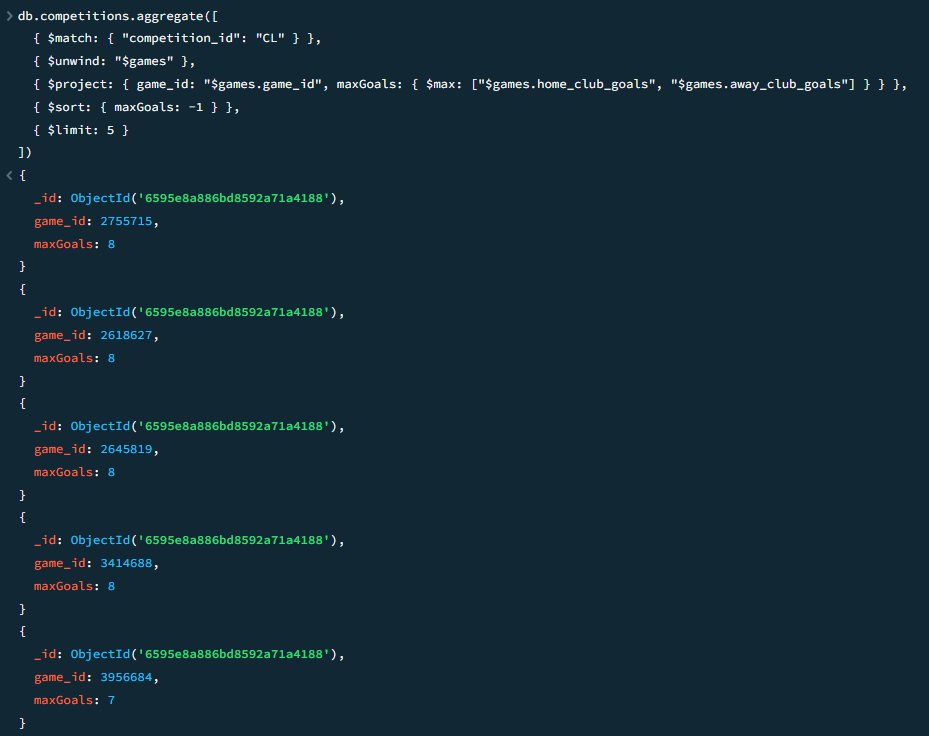 db.competitions.aggregate([
{ $match: { "competition_id": "CL" } },
{ $unwind: "$games" },
{ $project: { game_id: "$games.game_id", maxGoals: { $max: ["$games.home_club_goals", "$games.away_club_goals"] } } },
{ $sort: { maxGoals: -1 } },
{ $limit: 5 }
])
{
_id: ObjectId('6595e8a886bd8592a71a4188'),
game_id: 2755715,
maxGoals: 8
}
{
_id: ObjectId('6595e8a886bd8592a71a4188'),
game_id: 2618627,
maxGoals: 8
}
{
_id: ObjectId('6595e8a886bd8592a71a4188'),
game_id: 2645819,
maxGoals: 8
}
{
_id: ObjectId('6595e8a886bd8592a71a4188'),
game_id: 3414688,
maxGoals: 8
}
{
_id: ObjectId('6595e8a886bd8592a71a4188'),
game_id: 3956684,
maxGoals: 7
}